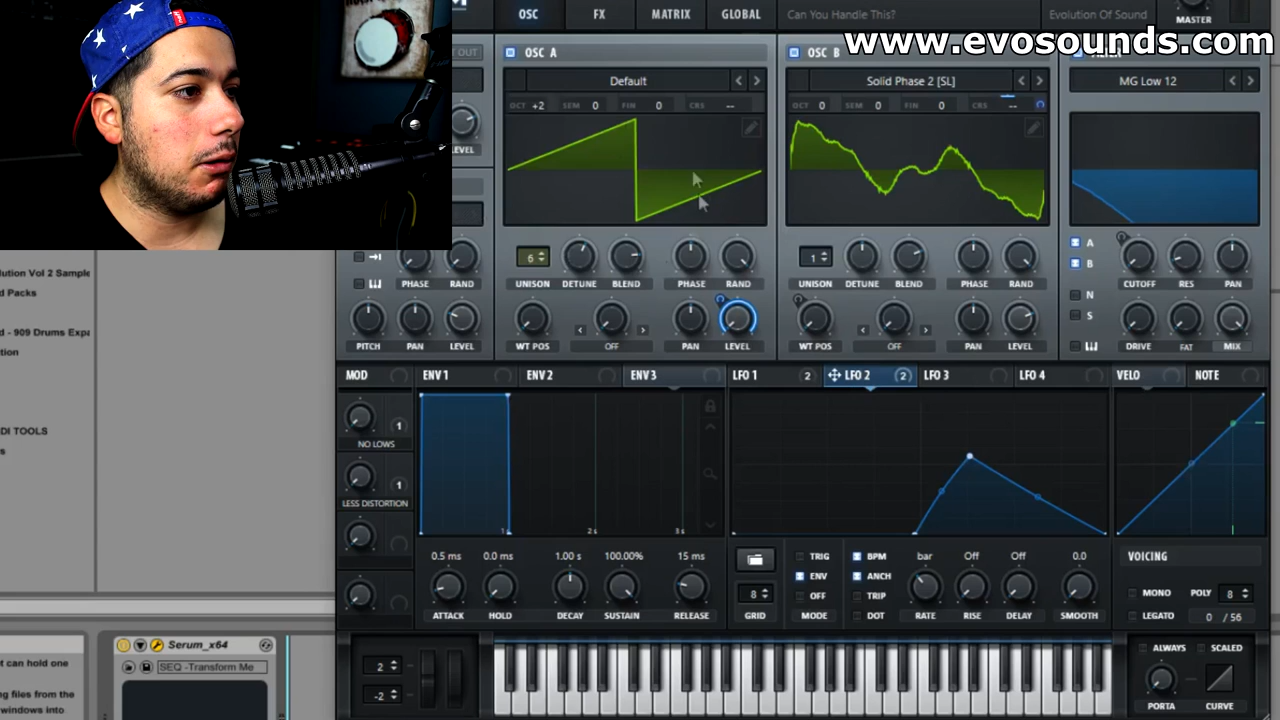 OSC FX MATRIX GLOBAL Can You Handle This? Evolution Of Sound MASTER
www.evosounds.com
OSC A OSC B
Default Solid Phase 2 [SL] MG Low 12
OCT +2 SEM 0 FIN 0 CRS -- OCT 0 SEM 0 FIN 0 CRS --
LEVEL
A
B
6 1
PHASE RAND UNISON DETUNE BLEND PHASE RAND UNISON DETUNE BLEND PHASE RAND CUTOFF RES PAN
N
S
PITCH PAN LEVEL WT POS OFF PAN LEVEL WT POS OFF PAN LEVEL DRIVE FAT MIX
MOD ENV 1 ENV 2 ENV 3 LFO 1 2 LFO 2 2 LFO 3 LFO 4 VELO NOTE
1
NO LOWS
1
LESS DISTORTION
1s 2s 3s
0.5 ms 0.0 ms 1.00 s 100.00% 15 ms TRIG BPM bar Off Off 0.0 VOICING
ENV ANCH
8 OFF TRIP MONO POLY 8
ATTACK HOLD DECAY SUSTAIN RELEASE GRID MODE DOT RATE RISE DELAY SMOOTH LEGATO 0 / 56
2
-2
ALWAYS SCALED
PORTA CURVE
lution Vol 2 Sample
d Packs
d - 909 Drums Expa
tion
DI TOOLS
s
Serum_x64
SEQ -Transform Me
t can hold one
ng files from the
windows into